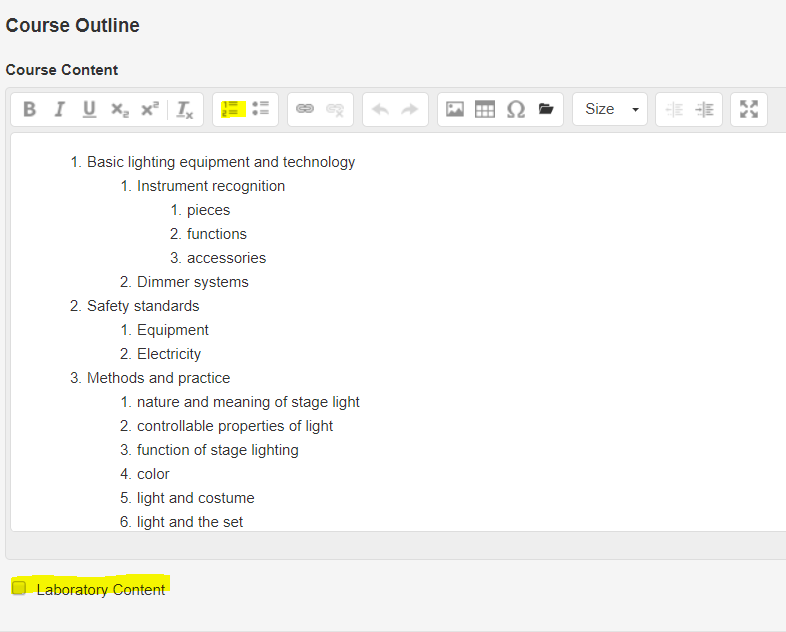 Course Outline
Course Content
B I U x₂ x² Tx Size
1. Basic lighting equipment and technology
1. Instrument recognition
1. pieces
2. functions
3. accessories
2. Dimmer systems
2. Safety standards
1. Equipment
2. Electricity
3. Methods and practice
1. nature and meaning of stage light
2. controllable properties of light
3. function of stage lighting
4. color
5. light and costume
6. light and the set
Laboratory Content